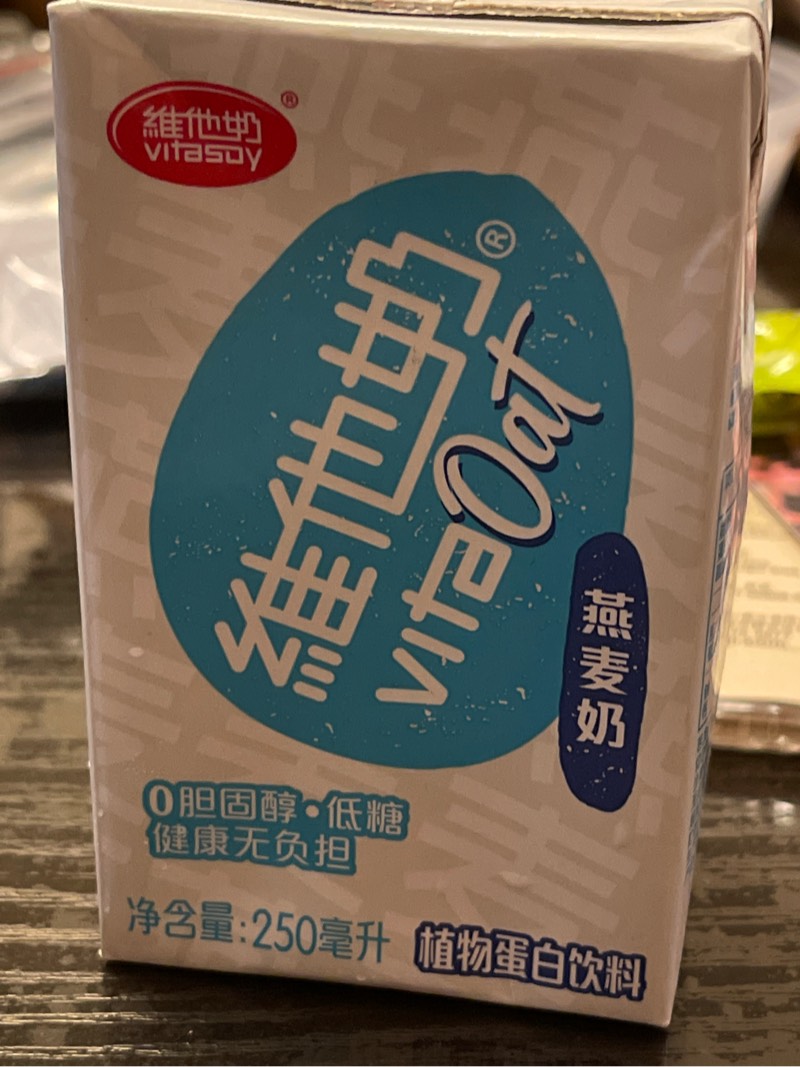 維他奶®
vitasoy
維他奶®
vitaOat
燕麦奶
0胆固醇·低糖
健康无负担
净含量:250毫升
植物蛋白饮料